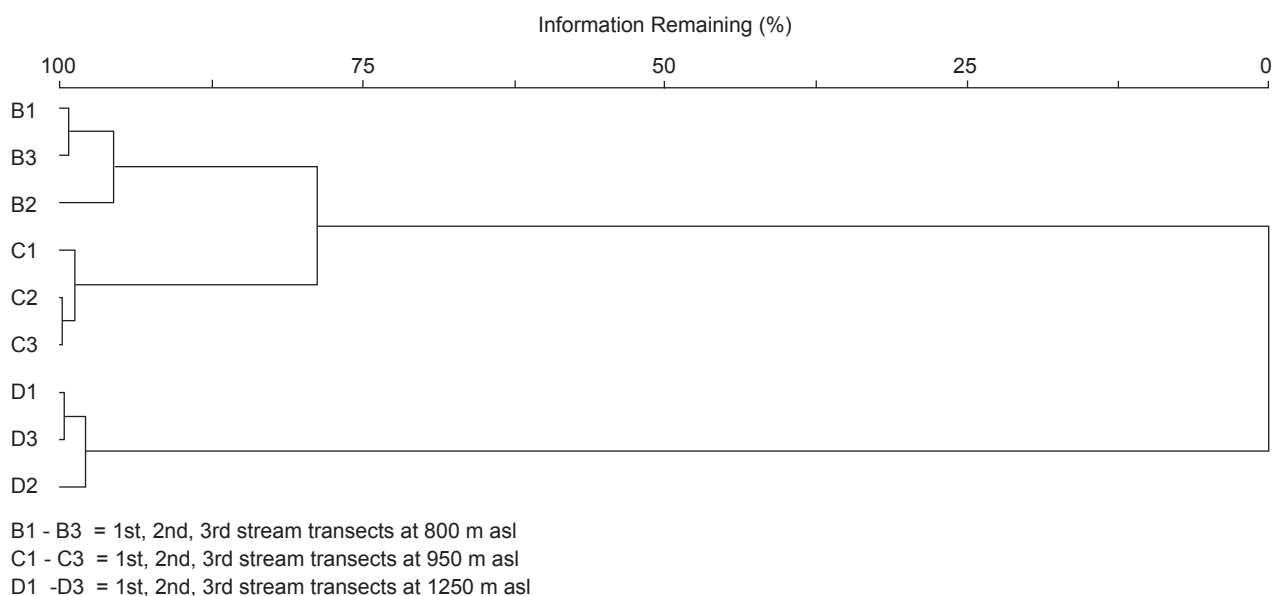 Information Remaining (%)
100 75 50 25 0
B1
B3
B2
C1
C2
C3
D1
D3
D2
B1 - B3 = 1st, 2nd, 3rd stream transects at 800 m asl
C1 - C3 = 1st, 2nd, 3rd stream transects at 950 m asl
D1 -D3 = 1st, 2nd, 3rd stream transects at 1250 m asl